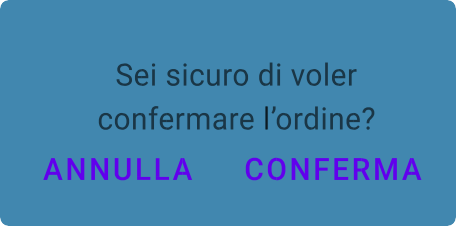 Sei sicuro di voler
confermare l’ordine?
ANNULLA CONFERMA